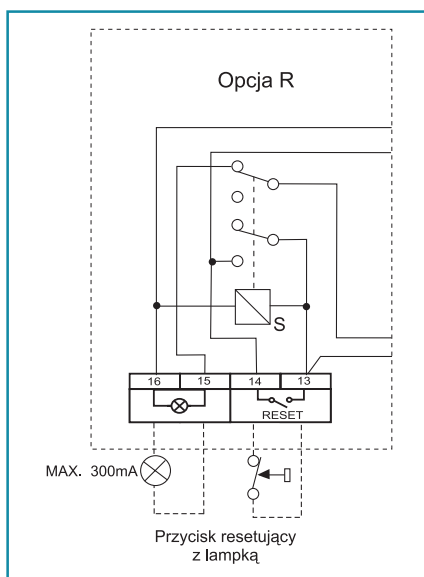 Opcja R
S
16 15 14 13
RESET
MAX. 300mA
Przycisk resetujący
z lampką